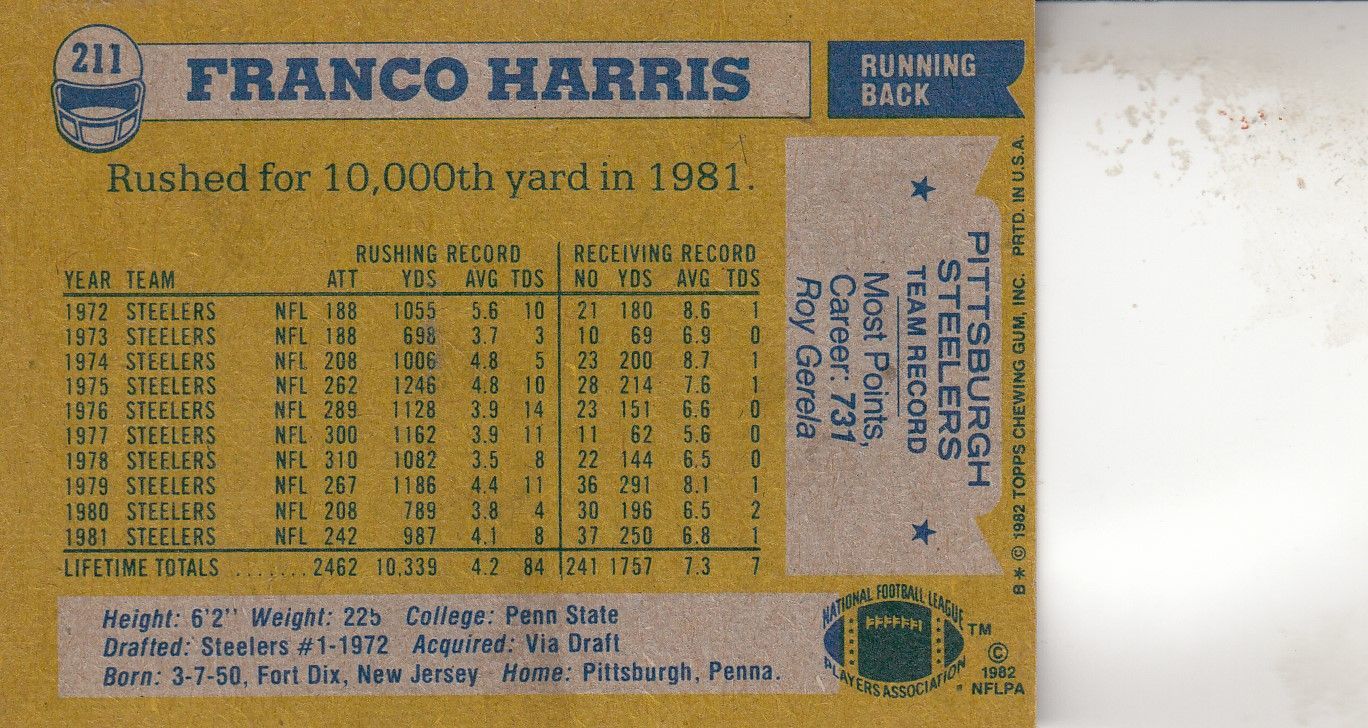 211
FRANCO HARRIS
RUNNING
BACK
Rushed for 10,000th yard in 1981.
RUSHING RECORD RECEIVING RECORD
YEAR TEAM ATT YDS AVG TDS NO YDS AVG TDS
1972 STEELERS NFL 188 1055 5.6 10 21 180 8.6 1
1973 STEELERS NFL 188 698 3.7 3 10 69 6.9 0
1974 STEELERS NFL 208 1006 4.8 5 23 200 8.7 1
1975 STEELERS NFL 262 1246 4.8 10 28 214 7.6 1
1976 STEELERS NFL 289 1128 3.9 14 23 151 6.6 0
1977 STEELERS NFL 300 1162 3.9 11 11 62 5.6 0
1978 STEELERS NFL 310 1082 3.5 8 22 144 6.5 0
1979 STEELERS NFL 267 1186 4.4 11 36 291 8.1 1
1980 STEELERS NFL 208 789 3.8 4 30 196 6.5 2
1981 STEELERS NFL 242 987 4.1 8 37 250 6.8 1
LIFETIME TOTALS ........ 2462 10,339 4.2 84 241 1757 7.3 7
Height: 6'2" Weight: 225 College: Penn State
Drafted: Steelers #1-1972 Acquired: Via Draft
Born: 3-7-50, Fort Dix, New Jersey Home: Pittsburgh, Penna.
PITTSBURGH
STEELERS
TEAM RECORD
Most Points,
Career: 731
Roy Gerela
B* © 1982 TOPPS CHEWING GUM, INC. PRTD. IN U.S.A.
NATIONAL FOOTBALL LEAGUE
PLAYERS ASSOCIATION
TM
©
1982
NFLPA